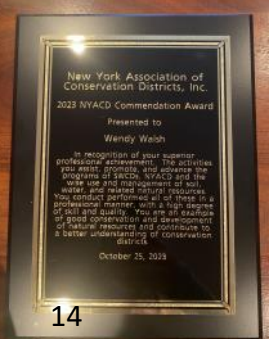 New York Association of
Conservation Districts, Inc.
2023 NYACD Commendation Award
Presented to
Wendy Walsh
In recognition of your superior
professional achievement. The activities
you assist, promote, and advance the
programs of SWCDs, NYACD and the
wise use and management of soil,
water, and related natural resources
You conduct performed all of these in a
professional manner, with a high degree
of skill and quality. You are an example
of good conservation and development
of natural resources and contribute to
a better understanding of conservation
districts
October 25, 2023
14